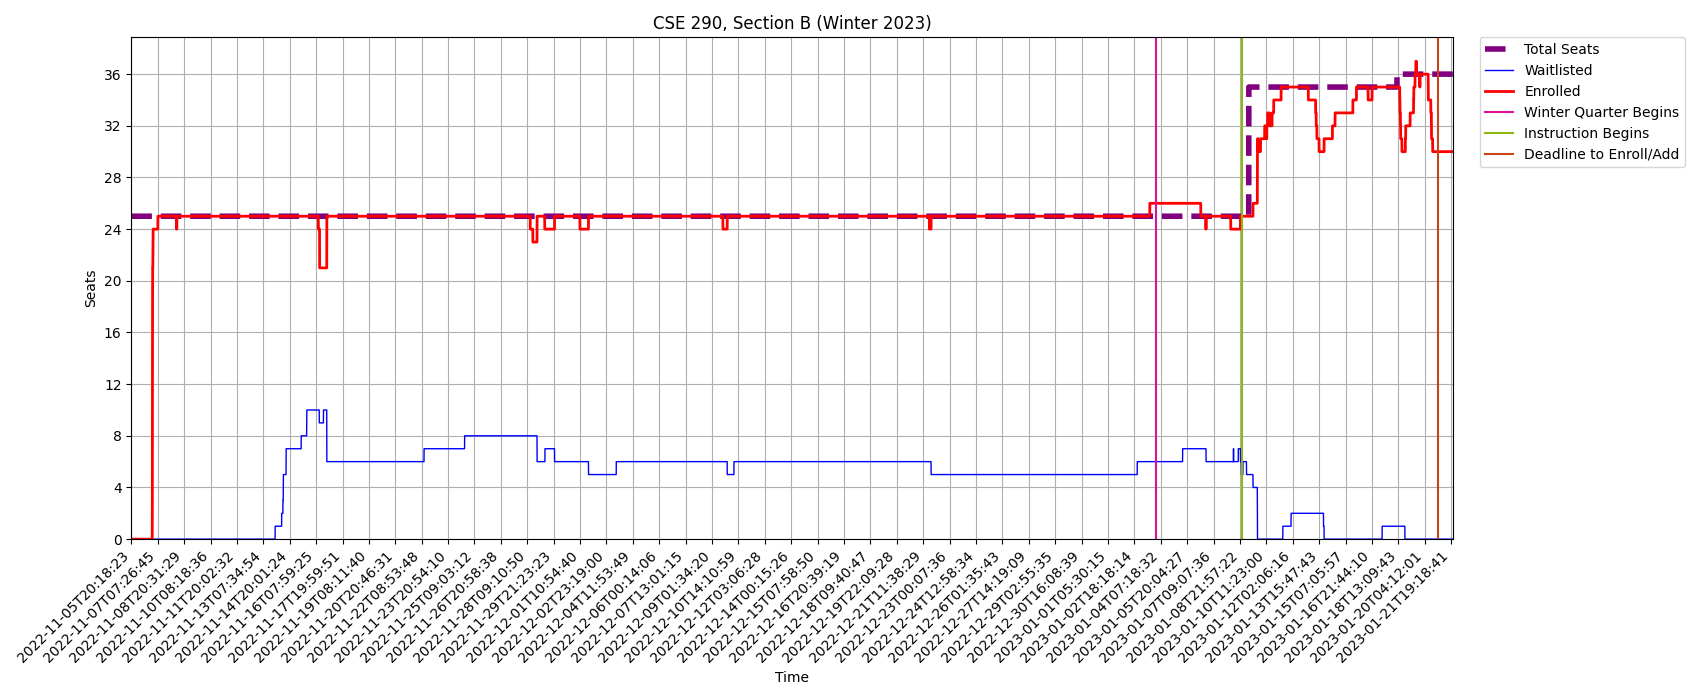 CSE 290, Section B (Winter 2023)
Total Seats
Waitlisted
Enrolled
Winter Quarter Begins
Instruction Begins
Deadline to Enroll/Add
Seats
36
32
28
24
20
16
12
8
4
0
2022-11-05T20:18:23
2022-11-07T07:26:45
2022-11-08T20:31:29
2022-11-10T08:18:36
2022-11-11T20:02:32
2022-11-13T07:34:54
2022-11-14T20:01:24
2022-11-16T07:59:25
2022-11-17T19:59:51
2022-11-19T08:11:40
2022-11-20T20:46:31
2022-11-22T08:53:48
2022-11-23T20:54:10
2022-11-25T09:03:12
2022-11-26T20:58:38
2022-11-28T09:10:50
2022-11-29T21:23:23
2022-12-01T10:54:40
2022-12-02T23:19:00
2022-12-04T11:53:49
2022-12-06T00:14:06
2022-12-07T13:01:15
2022-12-09T01:34:20
2022-12-10T14:10:59
2022-12-12T03:06:28
2022-12-14T00:15:26
2022-12-15T07:58:50
2022-12-16T20:39:19
2022-12-18T09:40:47
2022-12-19T22:09:28
2022-12-21T11:38:29
2022-12-23T00:07:36
2022-12-24T12:58:34
2022-12-26T01:35:43
2022-12-27T14:19:09
2022-12-29T02:55:35
2022-12-30T16:08:39
2023-01-01T05:30:15
2023-01-02T18:18:14
2023-01-04T07:18:32
2023-01-05T20:04:27
2023-01-07T09:07:36
2023-01-08T21:57:22
2023-01-10T11:23:00
2023-01-12T02:06:16
2023-01-13T15:47:43
2023-01-15T07:05:57
2023-01-16T21:44:10
2023-01-18T13:09:43
2023-01-20T04:12:01
2023-01-21T19:18:41
Time